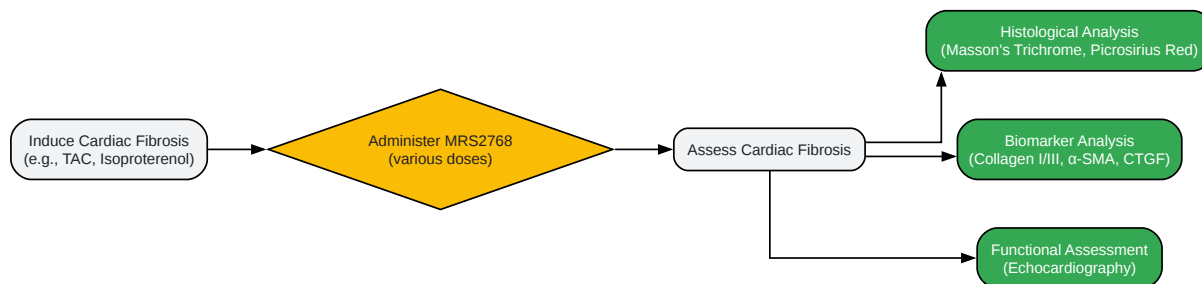 Induce Cardiac Fibrosis
(e.g., TAC, Isoproterenol)
Administer MRS2768
(various doses)
Assess Cardiac Fibrosis
Histological Analysis
(Masson's Trichrome, Picrosirius Red)
Biomarker Analysis
(Collagen I/III, α-SMA, CTGF)
Functional Assessment
(Echocardiography)